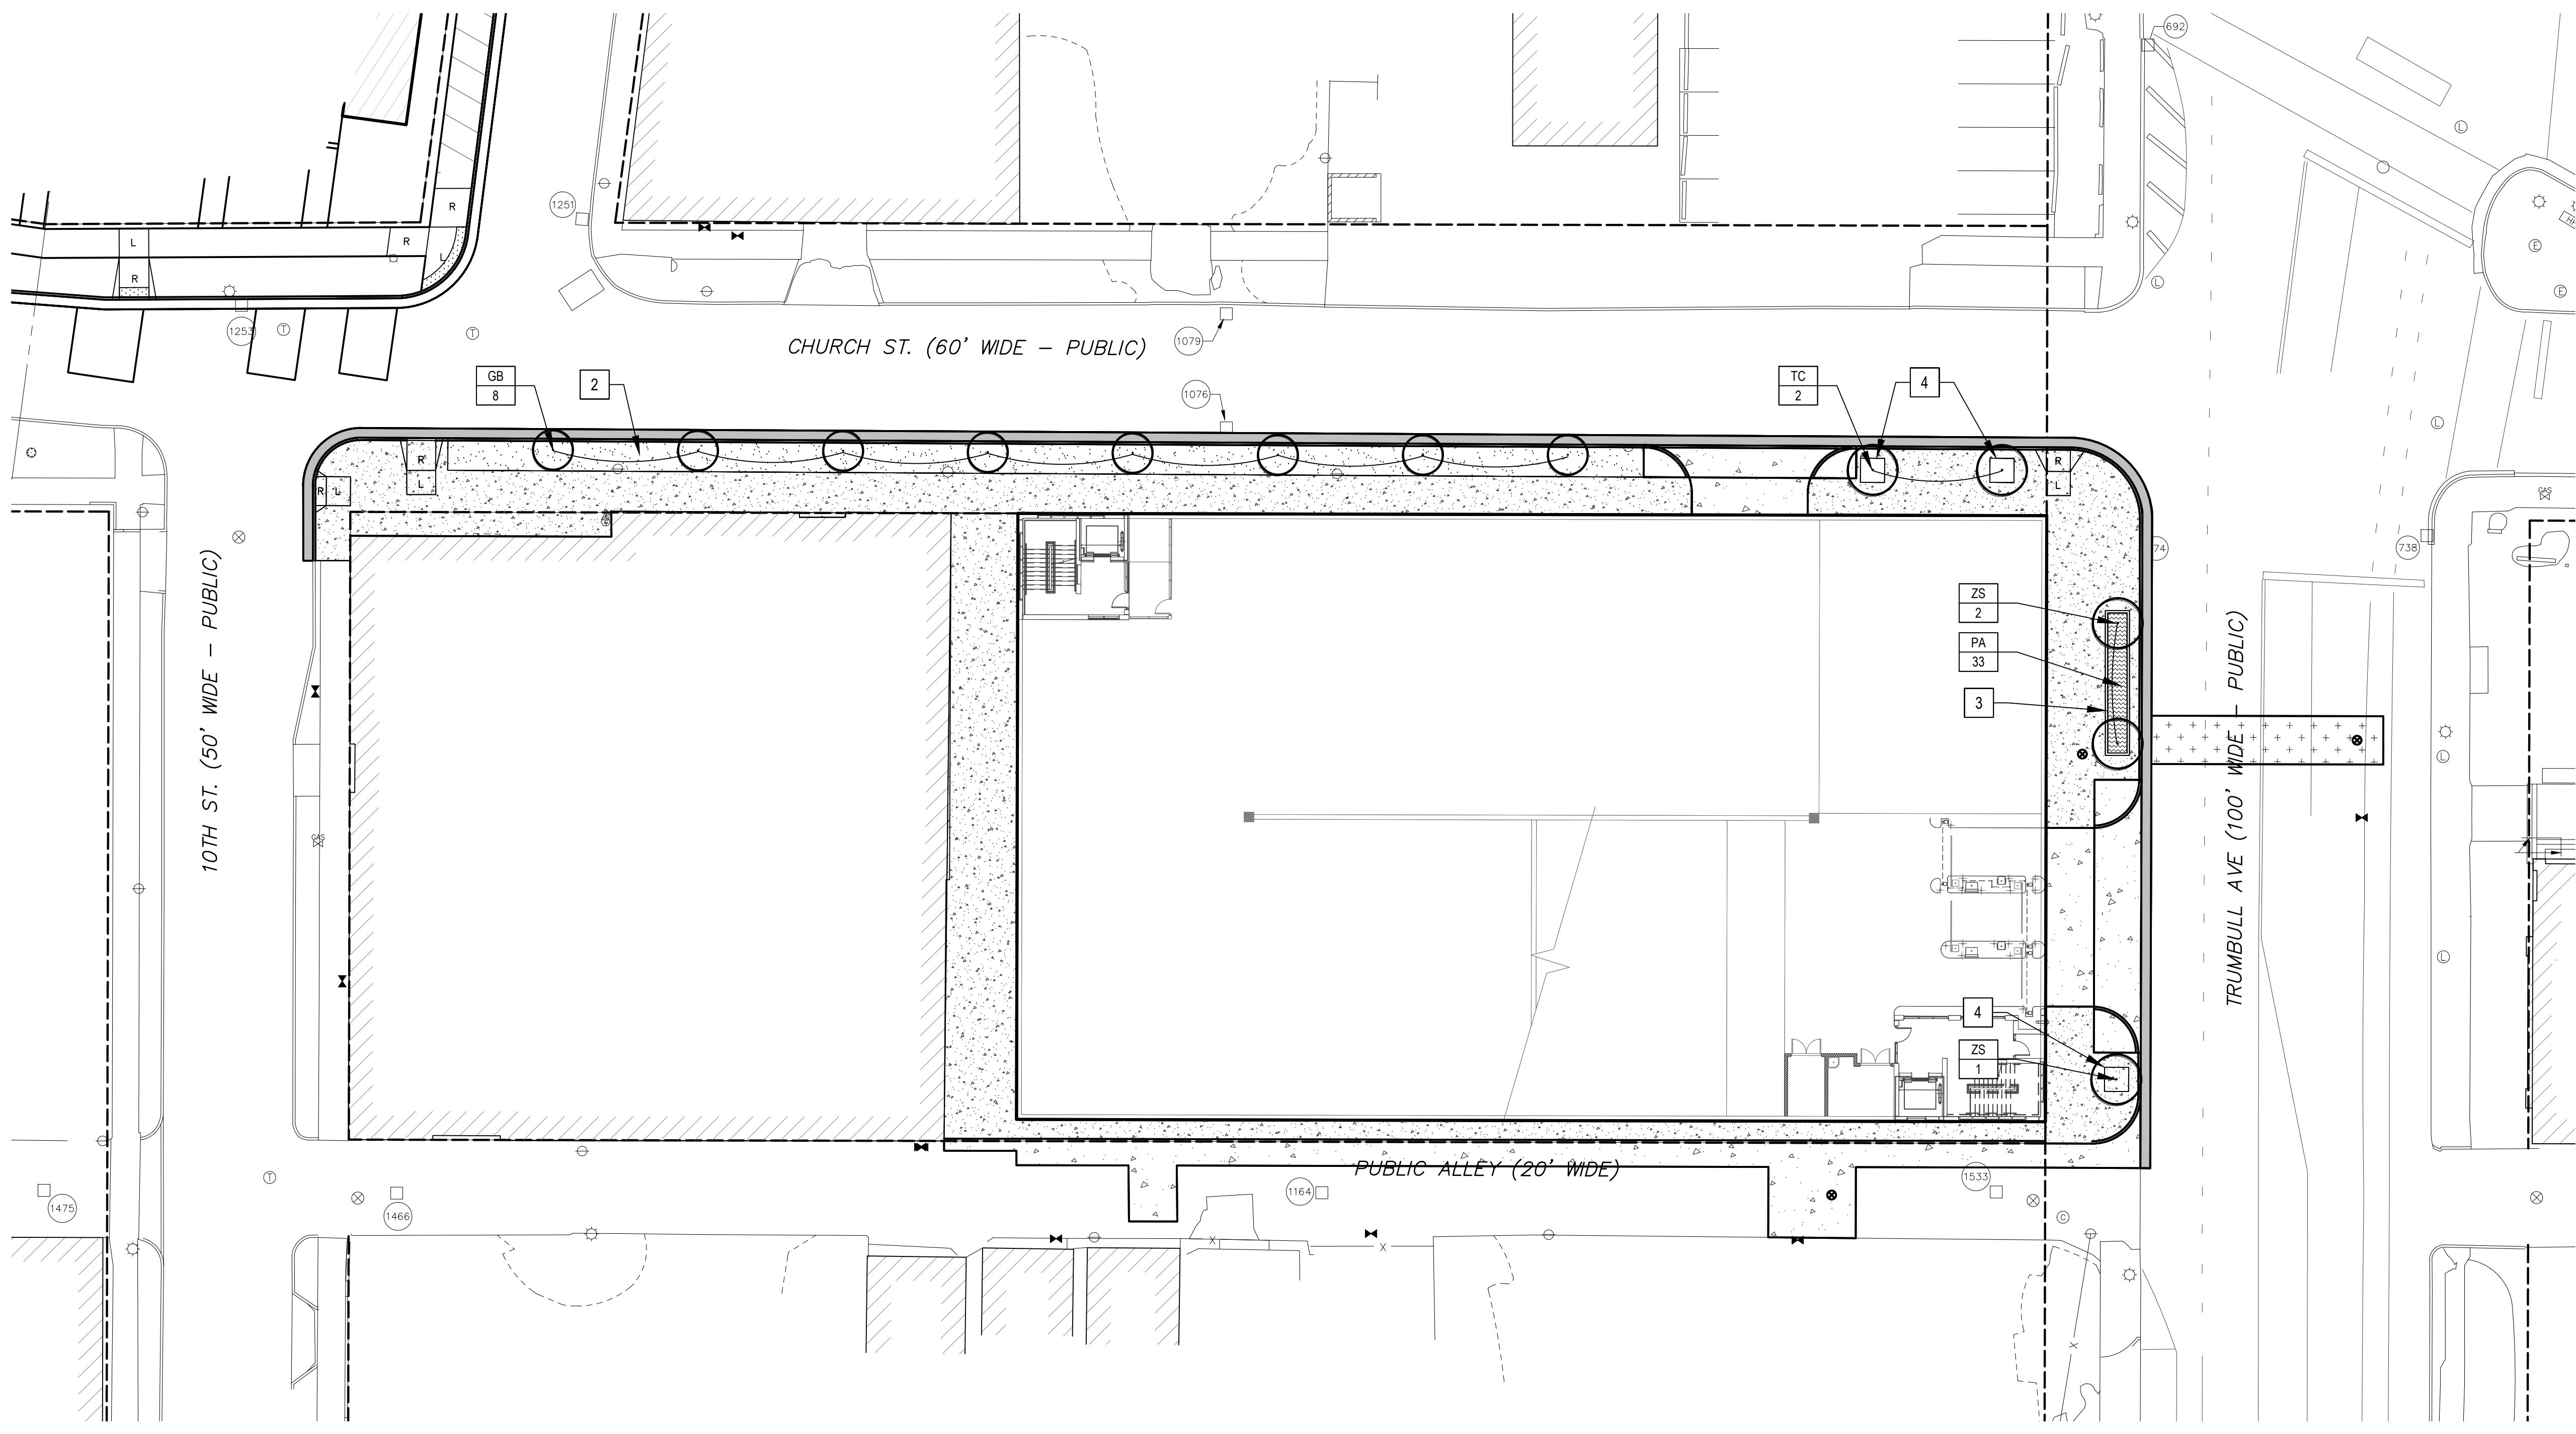 692
1251
R
R
L
L
R
1253
T
T
L
L
E
E
L
CHURCH ST. (60' WIDE – PUBLIC)
1079
GB
8
2
1076
TC
2
4
R
L
R L
R
L
GAS
738
74
10TH ST. (50' WIDE – PUBLIC)
ZS
2
PA
33
3
TRUMBULL AVE (100' WIDE – PUBLIC)
L
L
GAS
L
4
ZS
1
PUBLIC ALLEY (20' WIDE)
T
1475
1466
1164
1533
C
X
X
X